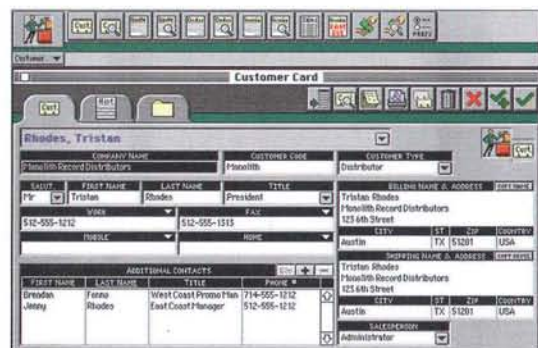 Customer
Customer Card
Cust
Not
Rhodes, Tristan
Cust
COMPANY NAME CUSTOMER CODE CUSTOMER TYPE
Monolith Record Distributors Monolith Distributor
SALUT. FIRST NAME LAST NAME TITLE
Mr Tristan Rhodes President
WORK FAX
512-555-1212 512-555-1313
MOBILE HOME
BILLING NAME & ADDRESS COPY NAME
Tristan Rhodes
Monolith Record Distributors
123 6th Street
CITY ST ZIP COUNTRY
Austin TX 51201 USA
SHIPPING NAME & ADDRESS
Tristan Rhodes
Monolith Record Distributors
123 6th Street
CITY ST ZIP COUNTRY
Austin TX 51201 USA
SALESPERSON
Administrator
ADDITIONAL CONTACTS + −
FIRST NAME LAST NAME TITLE PHONE #
Brendan Fenno West Coast Promo Man 714-555-1212
Jenny Rhodes East Coast Manager 512-555-1212